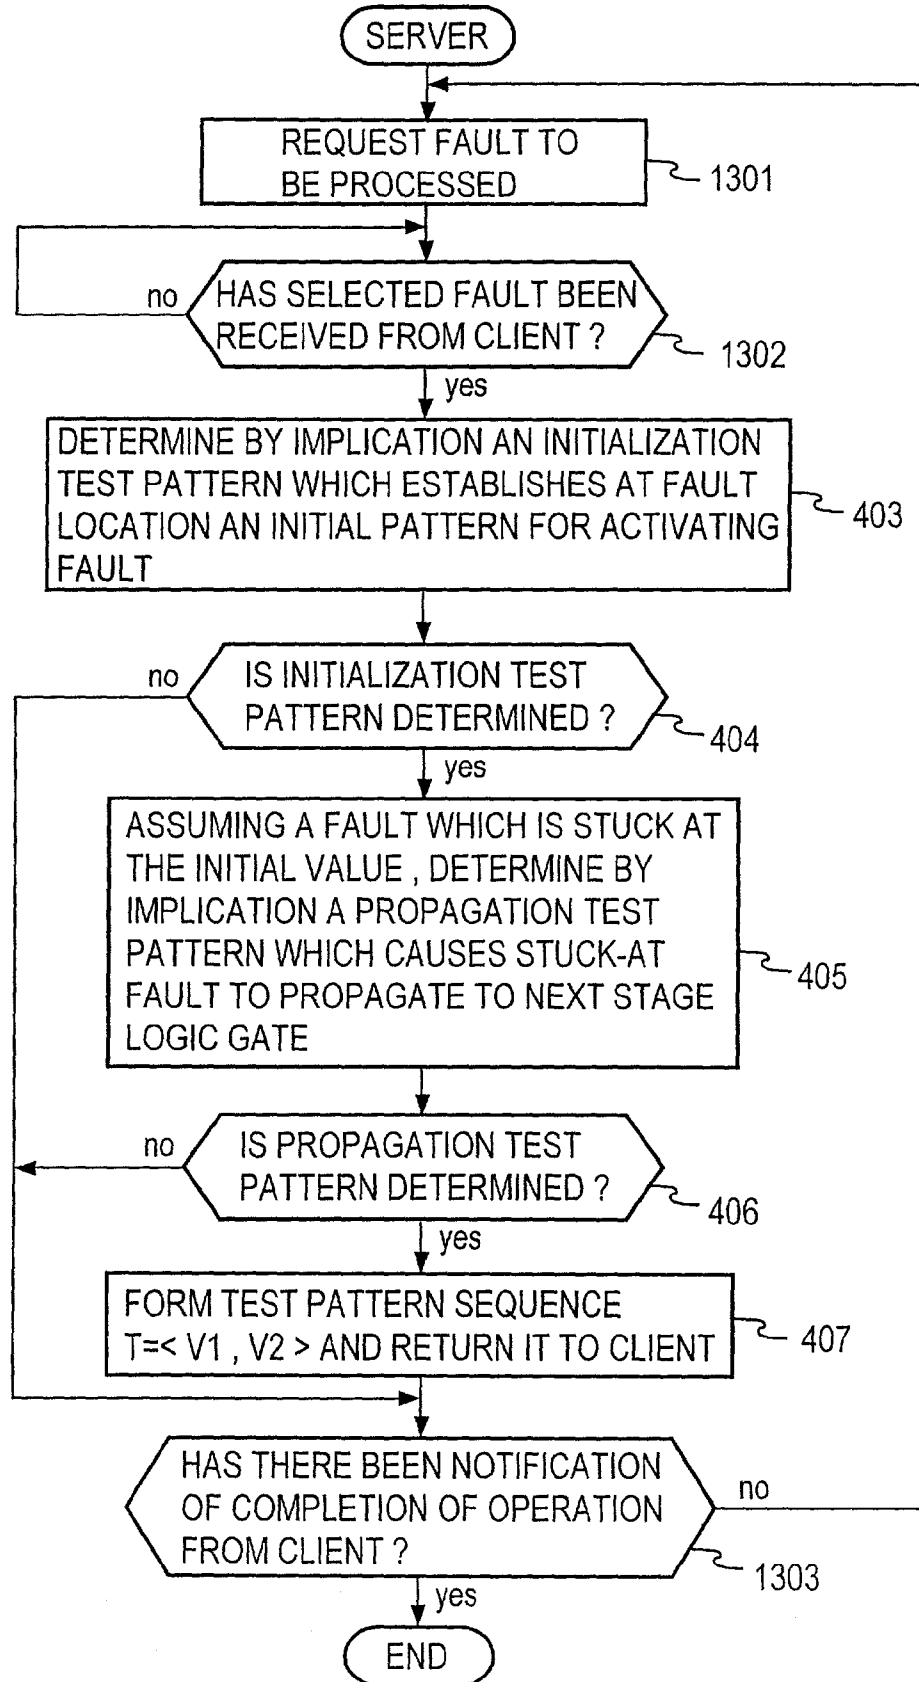 SERVER
REQUEST FAULT TO
BE PROCESSED
1301
no
HAS SELECTED FAULT BEEN
RECEIVED FROM CLIENT ?
1302
yes
DETERMINE BY IMPLICATION AN INITIALIZATION
TEST PATTERN WHICH ESTABLISHES AT FAULT
LOCATION AN INITIAL PATTERN FOR ACTIVATING
FAULT
403
no
IS INITIALIZATION TEST
PATTERN DETERMINED ?
404
yes
ASSUMING A FAULT WHICH IS STUCK AT
THE INITIAL VALUE , DETERMINE BY
IMPLICATION A PROPAGATION TEST
PATTERN WHICH CAUSES STUCK-AT
FAULT TO PROPAGATE TO NEXT STAGE
LOGIC GATE
405
no
IS PROPAGATION TEST
PATTERN DETERMINED ?
406
yes
FORM TEST PATTERN SEQUENCE
T=< V1 , V2 > AND RETURN IT TO CLIENT
407
HAS THERE BEEN NOTIFICATION
OF COMPLETION OF OPERATION
FROM CLIENT ?
no
1303
yes
END